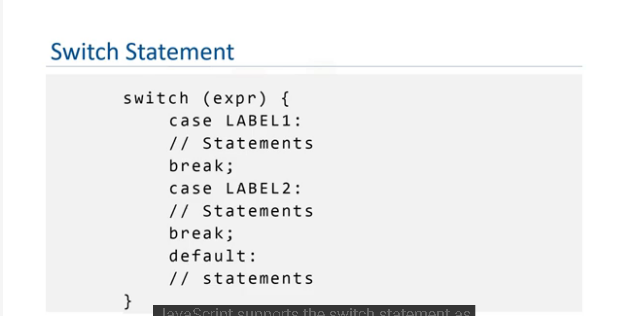 Switch Statement
switch (expr) {
case LABEL1:
// Statements
break;
case LABEL2:
// Statements
break;
default:
// statements
}
JavaScript supports the switch statement as